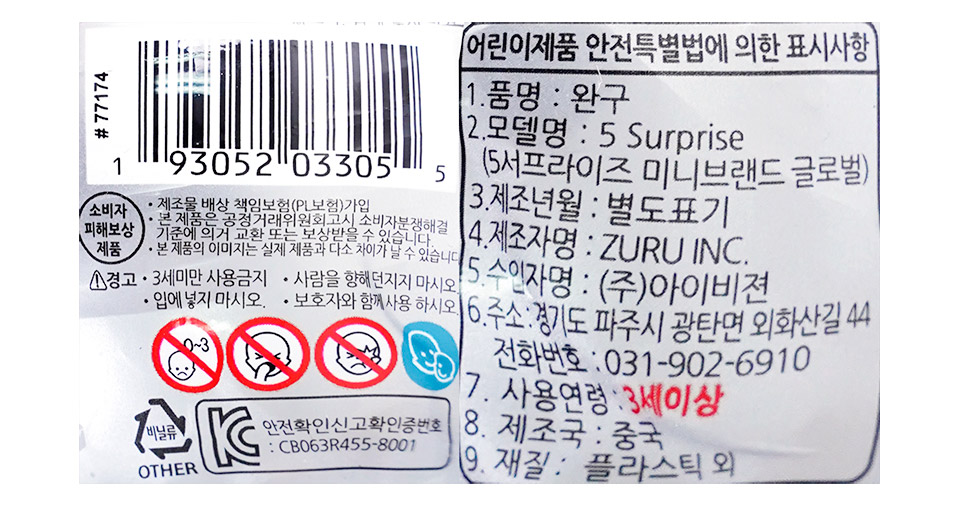 # 77174
1 93052 03305 5
소비자
피해보상
제품
· 제조물 배상 책임보험(PL보험)가입
· 본 제품은 공정거래위원회고시 소비자분쟁해결
기준에 의거 교환 또는 보상받을 수 있습니다.
· 본 제품의 이미지는 실제 제품과 다소 차이가 날 수 있습니다
⚠경고 · 3세미만 사용금지 · 사람을 향해 던지지 마시오
· 입에 넣지 마시오. · 보호자와 함께 사용 하시오
0~3
비닐류
OTHER
KC 안전확인신고확인증번호
: CB063R455-8001
어린이제품 안전특별법에 의한 표시사항
1.품명 : 완구
2.모델명 : 5 Surprise
(5서프라이즈 미니브랜드 글로벌)
3.제조년월 : 별도표기
4.제조자명 : ZURU INC.
5.수입자명 : (주)아이비젼
6.주소:경기도 파주시 광탄면 외화산길 44
전화번호 : 031-902-6910
7. 사용연령 : 3세이상
8. 제조국 : 중국
9. 재질 : 플라스틱 외